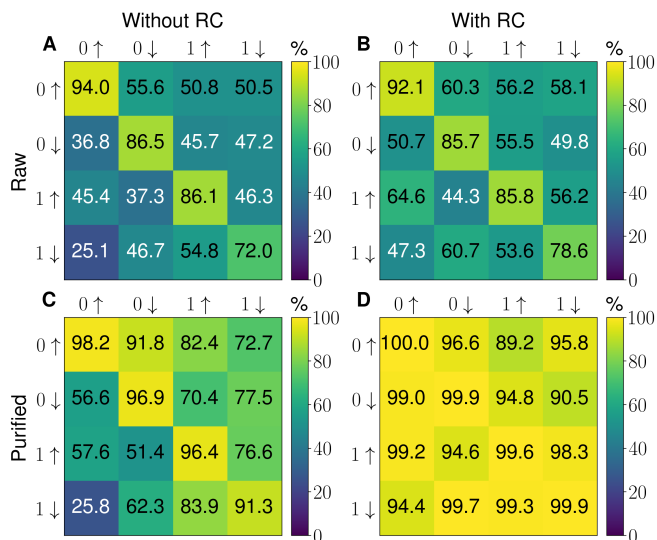 Without RC With RC
A 0 ↑ 0 ↓ 1 ↑ 1 ↓ % B 0 ↑ 0 ↓ 1 ↑ 1 ↓ %
Raw
0 ↑ 94.0 55.6 50.8 50.5 100 0 ↑ 92.1 60.3 56.2 58.1 100
80 80
0 ↓ 36.8 86.5 45.7 47.2 60 0 ↓ 50.7 85.7 55.5 49.8 60
1 ↑ 45.4 37.3 86.1 46.3 40 1 ↑ 64.6 44.3 85.8 56.2 40
20 20
1 ↓ 25.1 46.7 54.8 72.0 0 1 ↓ 47.3 60.7 53.6 78.6 0
C 0 ↑ 0 ↓ 1 ↑ 1 ↓ % D 0 ↑ 0 ↓ 1 ↑ 1 ↓ %
Purified
0 ↑ 98.2 91.8 82.4 72.7 100 0 ↑ 100.0 96.6 89.2 95.8 100
80 80
0 ↓ 56.6 96.9 70.4 77.5 60 0 ↓ 99.0 99.9 94.8 90.5 60
1 ↑ 57.6 51.4 96.4 76.6 40 1 ↑ 99.2 94.6 99.6 98.3 40
20 20
1 ↓ 25.8 62.3 83.9 91.3 0 1 ↓ 94.4 99.7 99.3 99.9 0